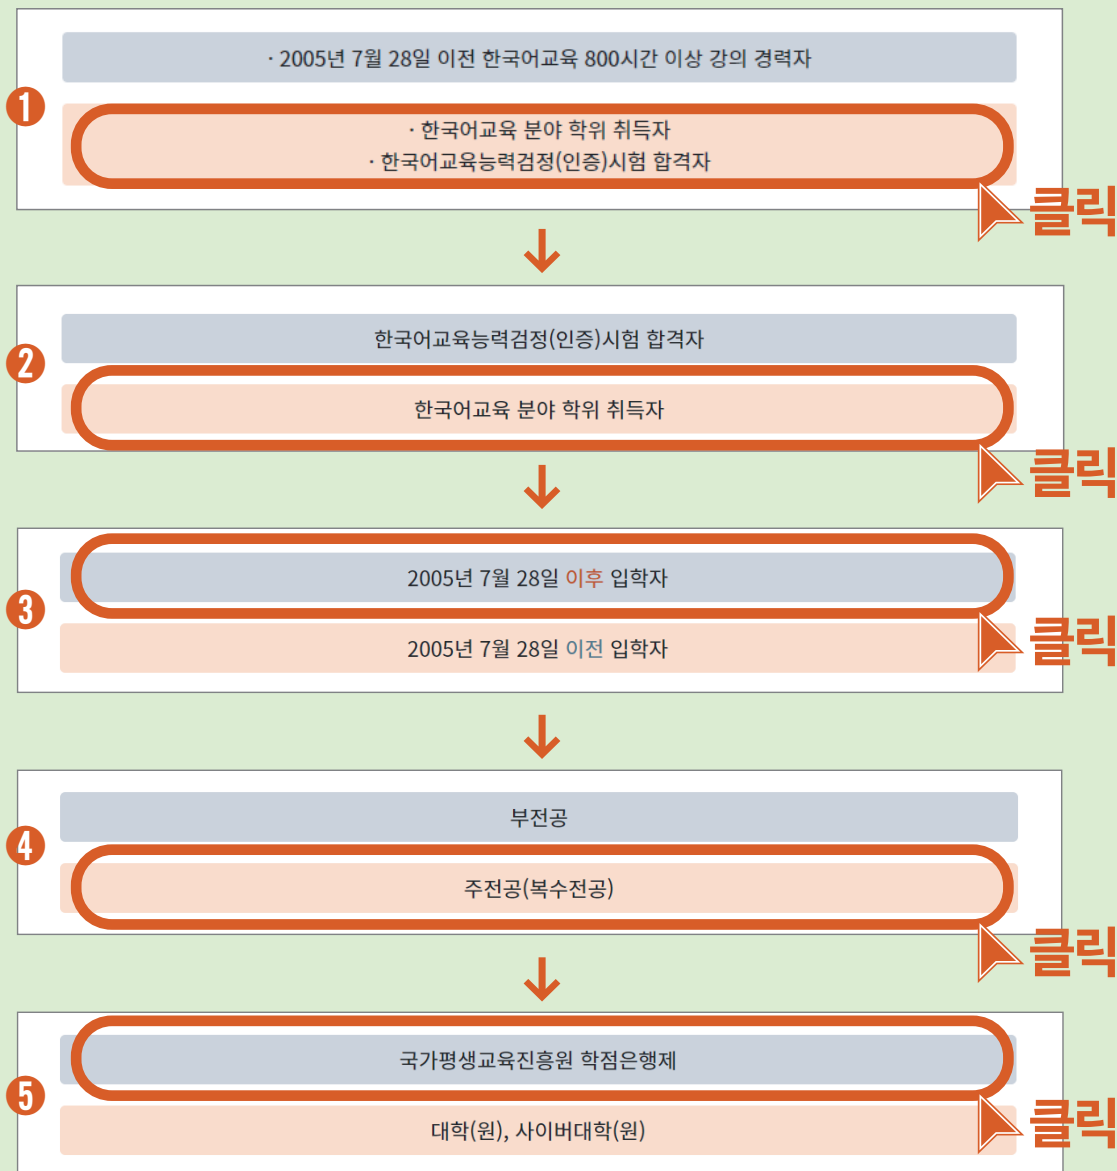 · 2005년 7월 28일 이전 한국어교육 800시간 이상 강의 경력자
1
· 한국어교육 분야 학위 취득자
· 한국어교육능력검정(인증)시험 합격자
클릭
한국어교육능력검정(인증)시험 합격자
2
한국어교육 분야 학위 취득자
클릭
2005년 7월 28일 이후 입학자
3
클릭
2005년 7월 28일 이전 입학자
부전공
4
주전공(복수전공)
클릭
국가평생교육진흥원 학점은행제
5
클릭
대학(원), 사이버대학(원)